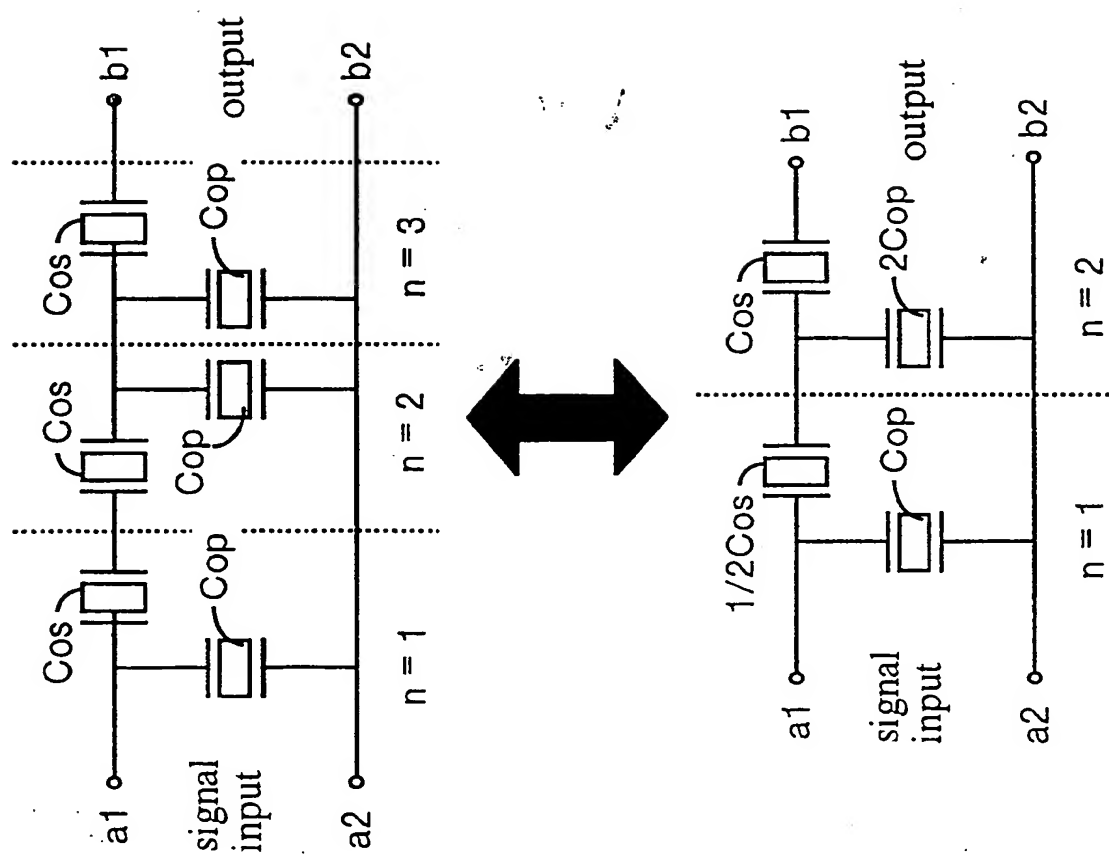 a1
signal
input
a2
Cos
Cop
n = 1
Cos
Cop
n = 2
Cos
Cop
n = 3
b1
output
b2
a1
signal
input
a2
1/2Cos
Cop
n = 1
Cos
2Cop
n = 2
b1
output
b2